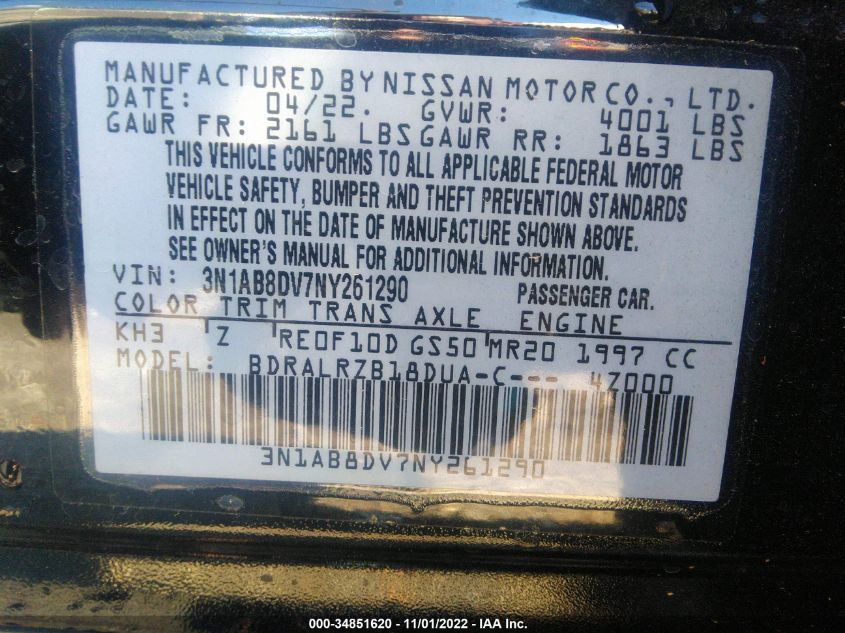 MANUFACTURED BY NISSAN MOTOR CO., LTD.
DATE: 04/22. GVWR: 4001 LBS
GAWR FR: 2161 LBS GAWR RR: 1863 LBS
THIS VEHICLE CONFORMS TO ALL APPLICABLE FEDERAL MOTOR
VEHICLE SAFETY, BUMPER AND THEFT PREVENTION STANDARDS
IN EFFECT ON THE DATE OF MANUFACTURE SHOWN ABOVE.
SEE OWNER'S MANUAL FOR ADDITIONAL INFORMATION.
VIN: 3N1AB8DV7NY261290 PASSENGER CAR.
COLOR TRIM TRANS AXLE ENGINE
KH3 Z RE0F10D GS50 MR20 1997 CC
MODEL: BDRALRZB18DUA-C--- 4Z000
3N1AB8DV7NY261290
000-34851620 - 11/01/2022 - IAA Inc.